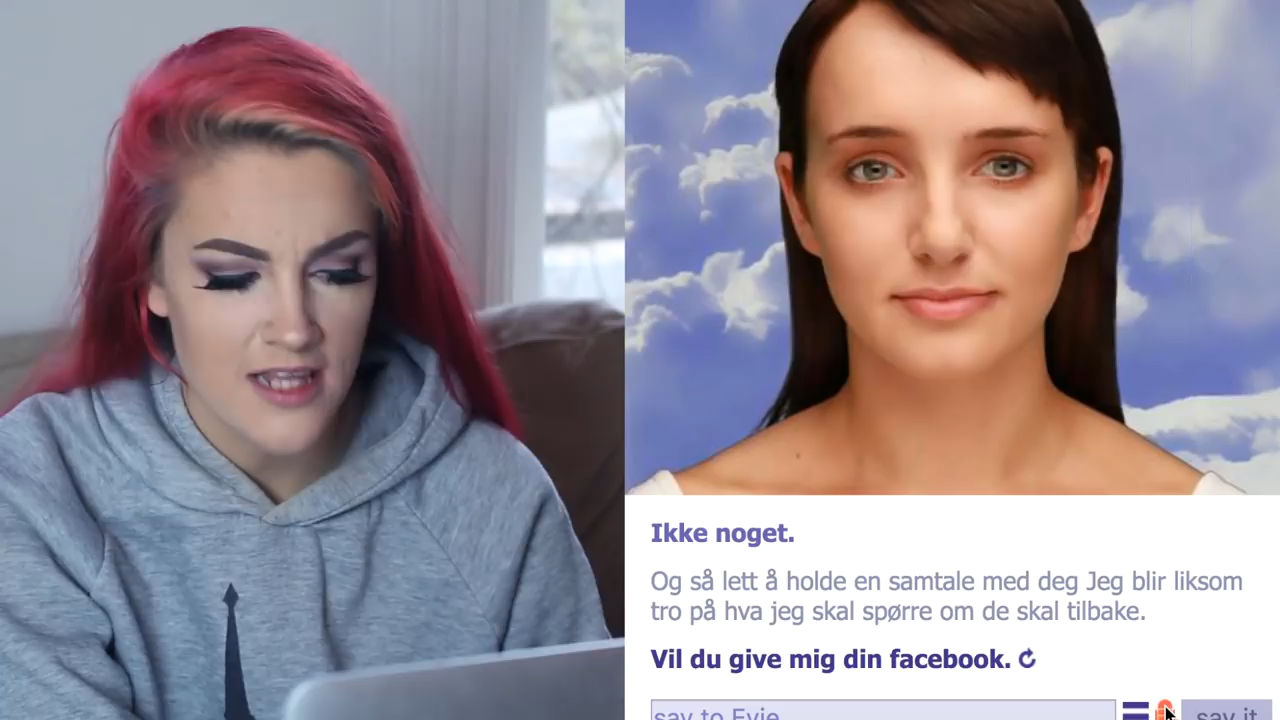 Ikke noget.
Og så lett å holde en samtale med deg Jeg blir liksom
tro på hva jeg skal spørre om de skal tilbake.
Vil du give mig din facebook.
say to Evie
say it